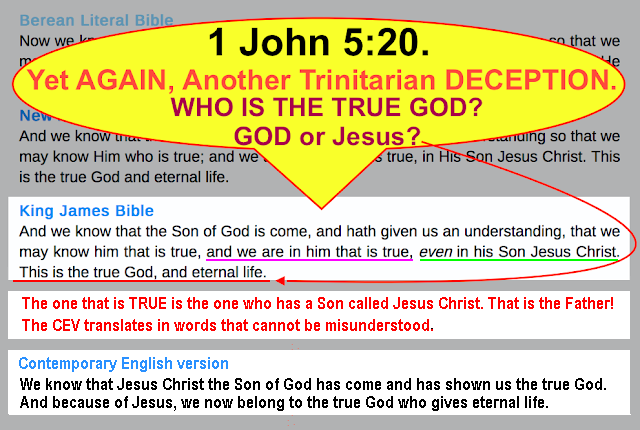 Berean Literal Bible
Now we k so that we
m He
1 John 5:20.
Yet AGAIN, Another Trinitarian DECEPTION.
WHO IS THE TRUE GOD?
GOD or Jesus?
New
And we know that w standing so that we
may know Him who is true; and we s true, in His Son Jesus Christ. This
is the true God and eternal life.
King James Bible
And we know that the Son of God is come, and hath given us an understanding, that we
may know him that is true, and we are in him that is true, even in his Son Jesus Christ.
This is the true God, and eternal life.
The one that is TRUE is the one who has a Son called Jesus Christ. That is the Father!
The CEV translates in words that cannot be misunderstood.
Contemporary English version
We know that Jesus Christ the Son of God has come and has shown us the true God.
And because of Jesus, we now belong to the true God who gives eternal life.